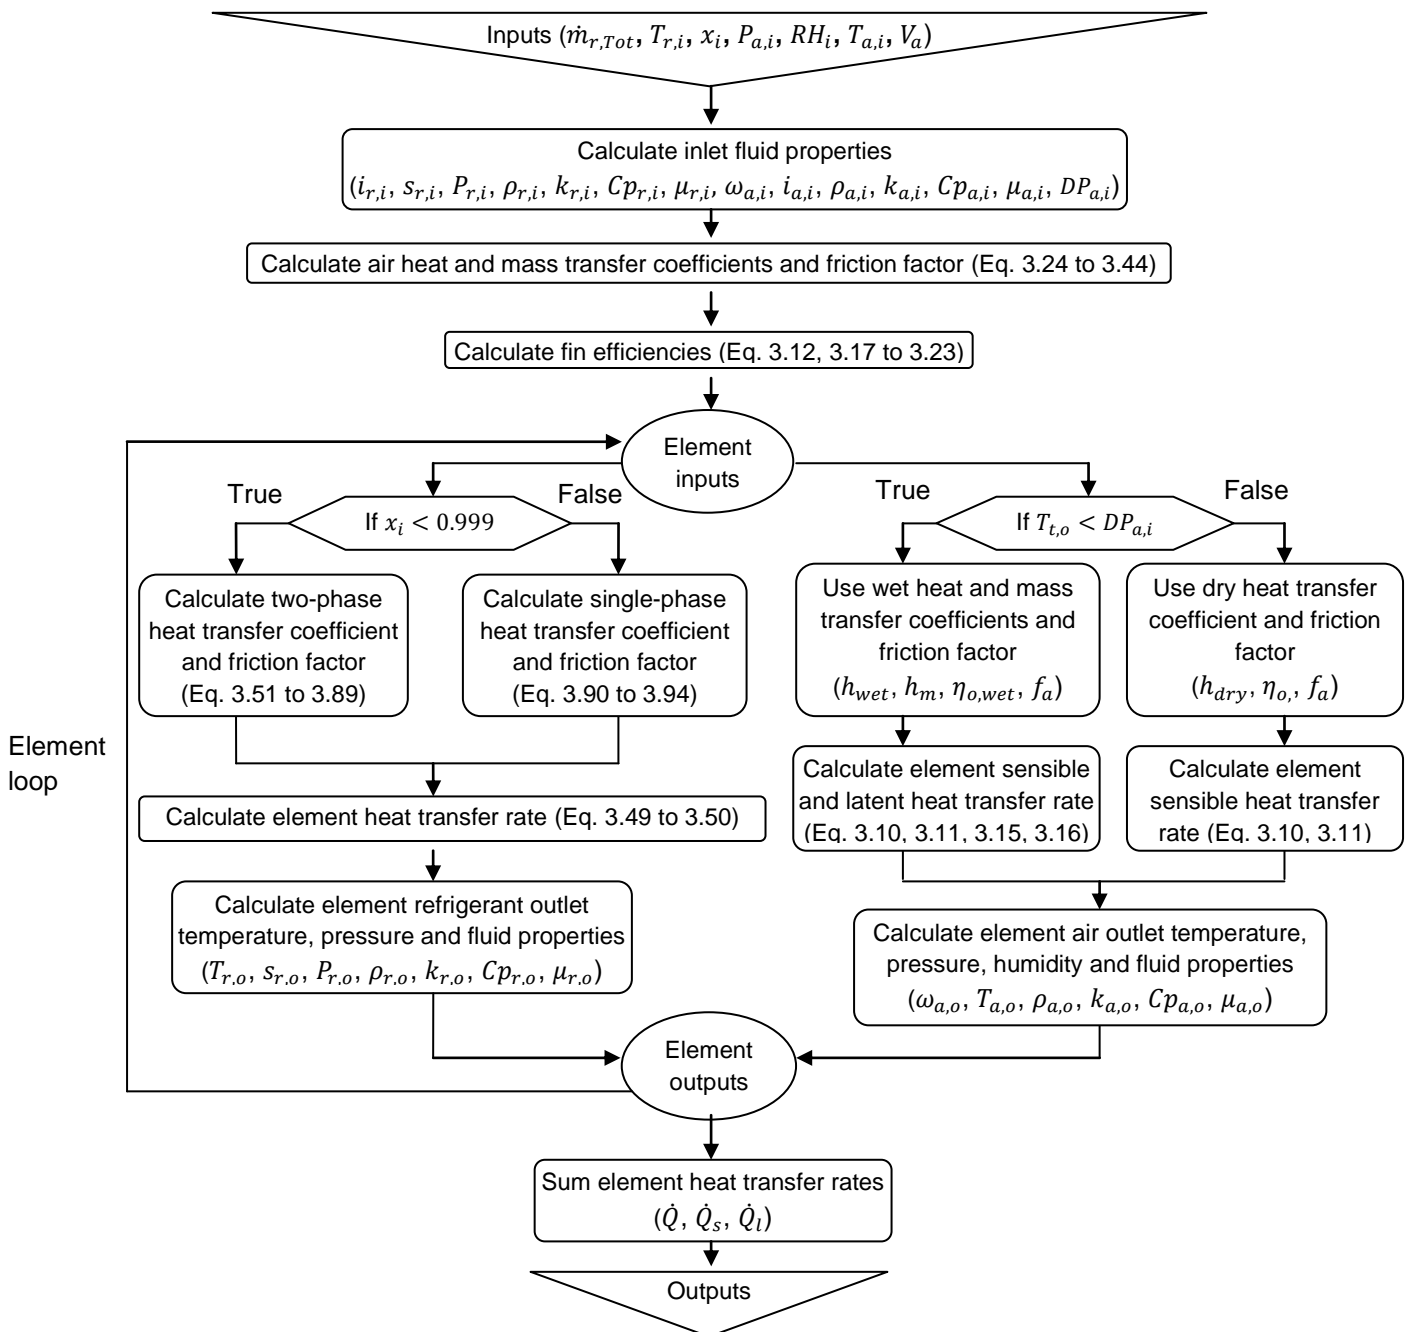 Inputs (ṁ_{r,Tot}, T_{r,i}, x_i, P_{a,i}, RH_i, T_{a,i}, V_a)
Calculate inlet fluid properties
(i_{r,i}, s_{r,i}, P_{r,i}, ρ_{r,i}, k_{r,i}, Cp_{r,i}, μ_{r,i}, ω_{a,i}, i_{a,i}, ρ_{a,i}, k_{a,i}, Cp_{a,i}, μ_{a,i}, DP_{a,i})
Calculate air heat and mass transfer coefficients and friction factor (Eq. 3.24 to 3.44)
Calculate fin efficiencies (Eq. 3.12, 3.17 to 3.23)
Element
inputs
True
False
If x_i < 0.999
Calculate two-phase
heat transfer coefficient
and friction factor
(Eq. 3.51 to 3.89)
Calculate single-phase
heat transfer coefficient
and friction factor
(Eq. 3.90 to 3.94)
Calculate element heat transfer rate (Eq. 3.49 to 3.50)
Calculate element refrigerant outlet
temperature, pressure and fluid properties
(T_{r,o}, s_{r,o}, P_{r,o}, ρ_{r,o}, k_{r,o}, Cp_{r,o}, μ_{r,o})
True
False
If T_{t,o} < DP_{a,i}
Use wet heat and mass
transfer coefficients and
friction factor
(h_{wet}, h_m, η_{o,wet}, f_a)
Use dry heat transfer
coefficient and friction
factor
(h_{dry}, η_{o,}, f_a)
Calculate element sensible
and latent heat transfer rate
(Eq. 3.10, 3.11, 3.15, 3.16)
Calculate element
sensible heat transfer
rate (Eq. 3.10, 3.11)
Calculate element air outlet temperature,
pressure, humidity and fluid properties
(ω_{a,o}, T_{a,o}, ρ_{a,o}, k_{a,o}, Cp_{a,o}, μ_{a,o})
Element
loop
Element
outputs
Sum element heat transfer rates
(Q̇, Q̇_s, Q̇_l)
Outputs